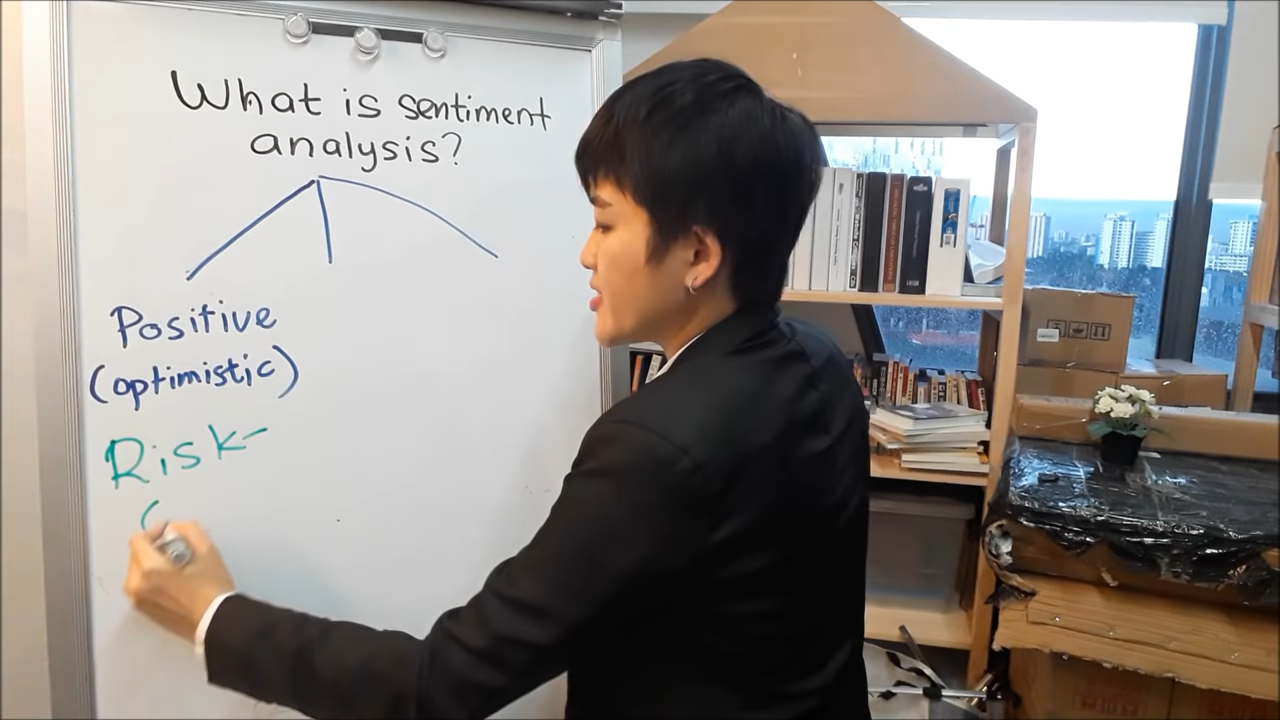 What is sentiment
analysis?
Positive
(optimistic)
Risk-
(